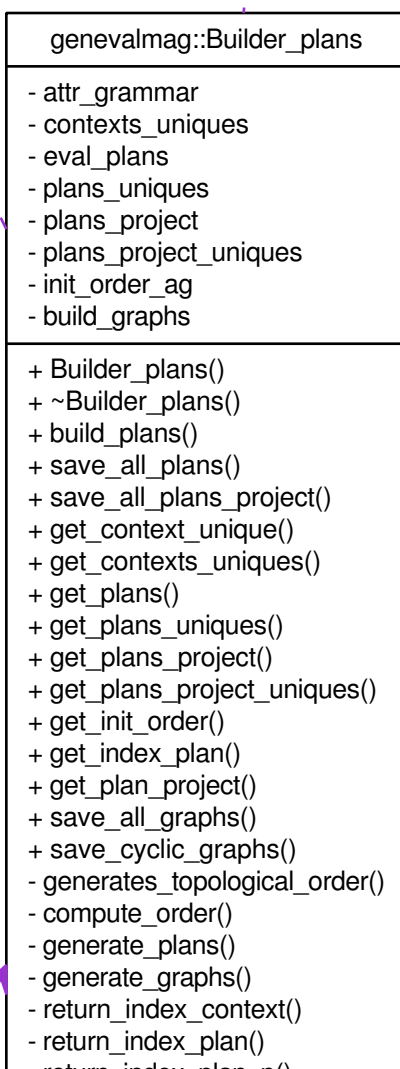 genevalmag::Builder_plans
- attr_grammar
- contexts_uniques
- eval_plans
- plans_uniques
- plans_project
- plans_project_uniques
- init_order_ag
- build_graphs
+ Builder_plans()
+ ~Builder_plans()
+ build_plans()
+ save_all_plans()
+ save_all_plans_project()
+ get_context_unique()
+ get_contexts_uniques()
+ get_plans()
+ get_plans_uniques()
+ get_plans_project()
+ get_plans_project_uniques()
+ get_init_order()
+ get_index_plan()
+ get_plan_project()
+ save_all_graphs()
+ save_cyclic_graphs()
- generates_topological_order()
- compute_order()
- generate_plans()
- generate_graphs()
- return_index_context()
- return_index_plan()